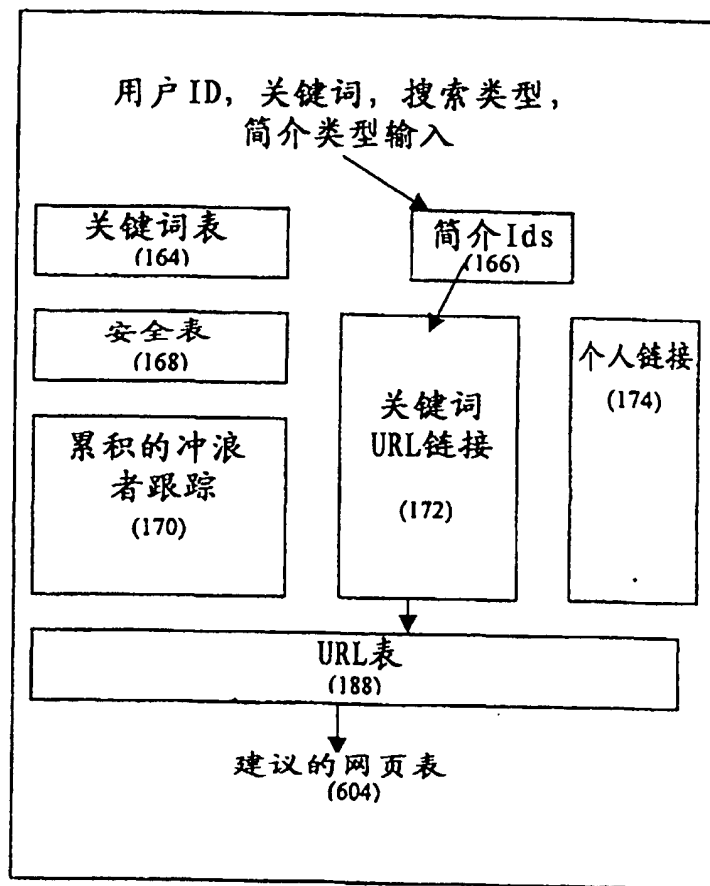 用户ID, 关键词, 搜索类型,
简介类型输入
关键词表
(164)
简介Ids
(166)
安全表
(168)
关键词
URL链接
(172)
个人链接
(174)
累积的冲浪
者跟踪
(170)
URL表
(188)
建议的网页表
(604)